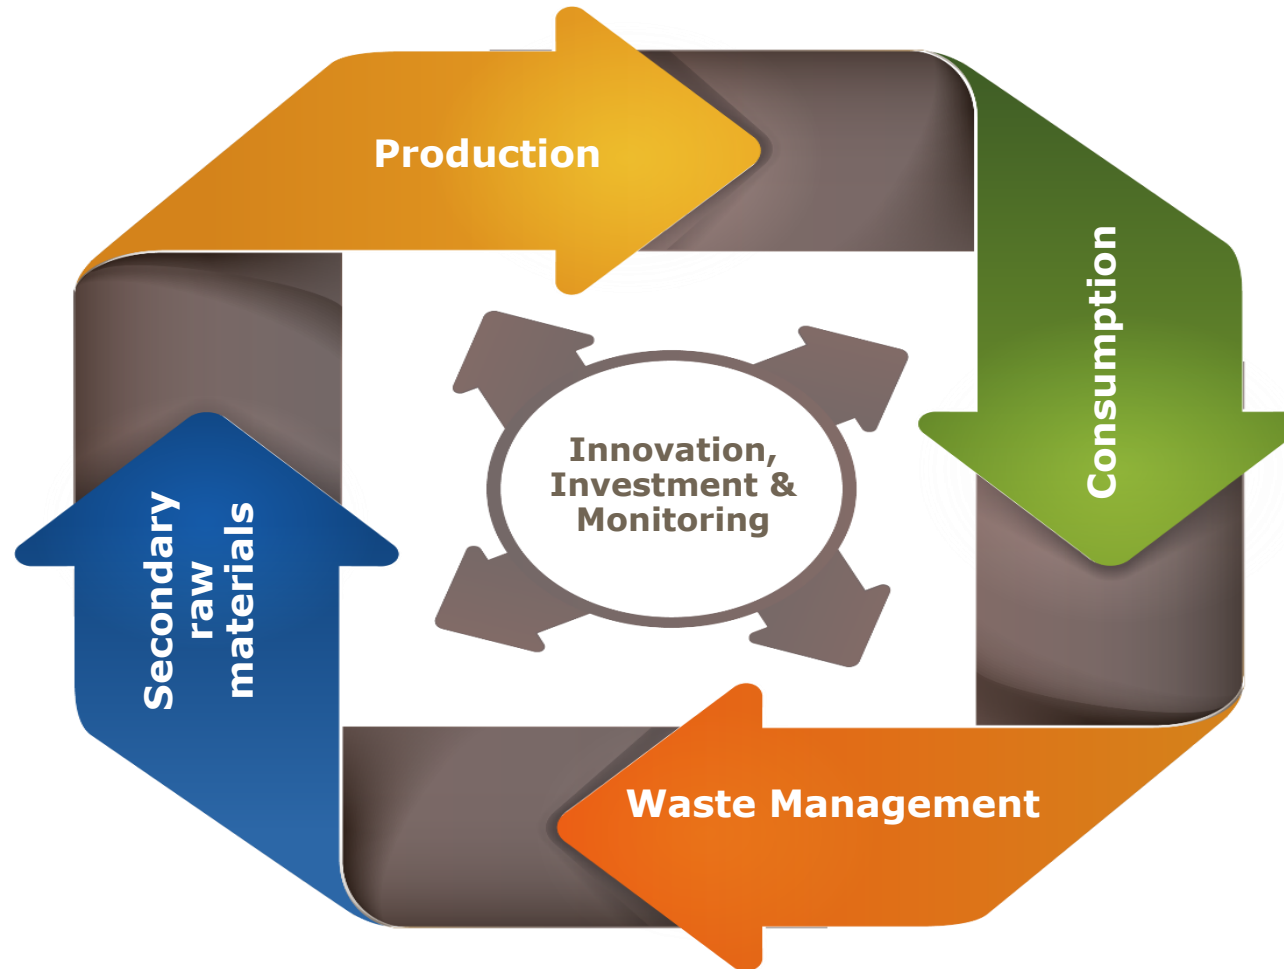 Production
Consumption
Innovation,
Investment &
Monitoring
Secondary
raw
materials
Waste Management